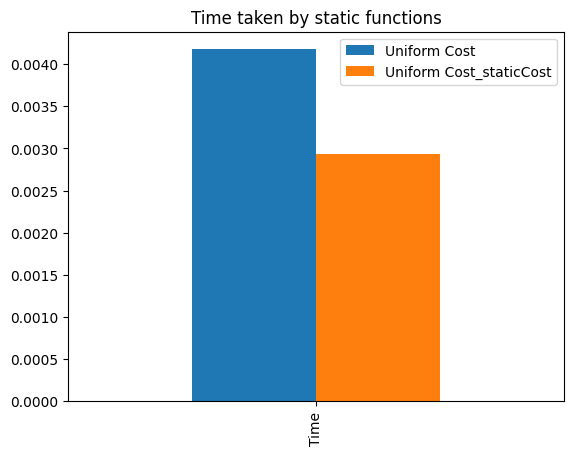 Time taken by static functions
Uniform Cost
Uniform Cost_staticCost
0.0040
0.0035
0.0030
0.0025
0.0020
0.0015
0.0010
0.0005
0.0000
Time